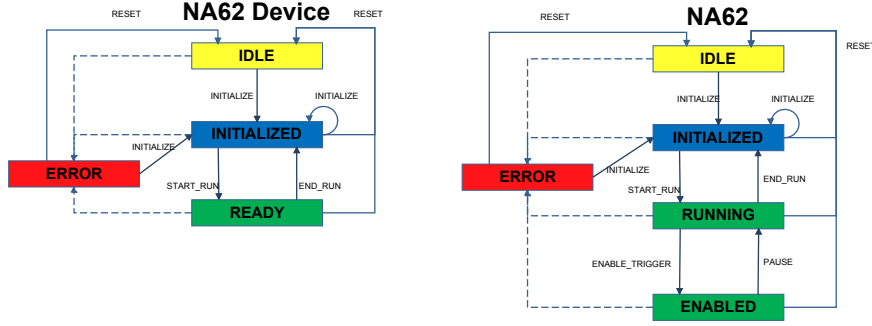 NA62 Device
RESET
RESET
IDLE
INITIALIZE
INITIALIZE
INITIALIZED
INITIALIZE
ERROR
START_RUN
END_RUN
READY
NA62
RESET
RESET
IDLE
INITIALIZE
INITIALIZE
INITIALIZED
INITIALIZE
ERROR
START_RUN
END_RUN
RUNNING
ENABLE_TRIGGER
PAUSE
ENABLED